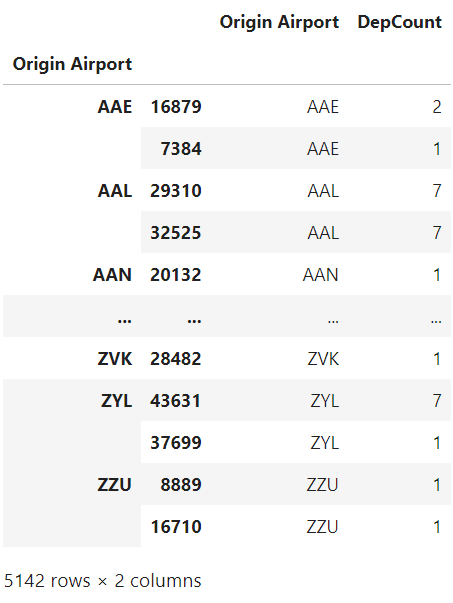 Origin Airport DepCount
Origin Airport
AAE 16879 AAE 2
7384 AAE 1
AAL 29310 AAL 7
32525 AAL 7
AAN 20132 AAN 1
... ... ... ...
ZVK 28482 ZVK 1
ZYL 43631 ZYL 7
37699 ZYL 1
ZZU 8889 ZZU 1
16710 ZZU 1
5142 rows × 2 columns